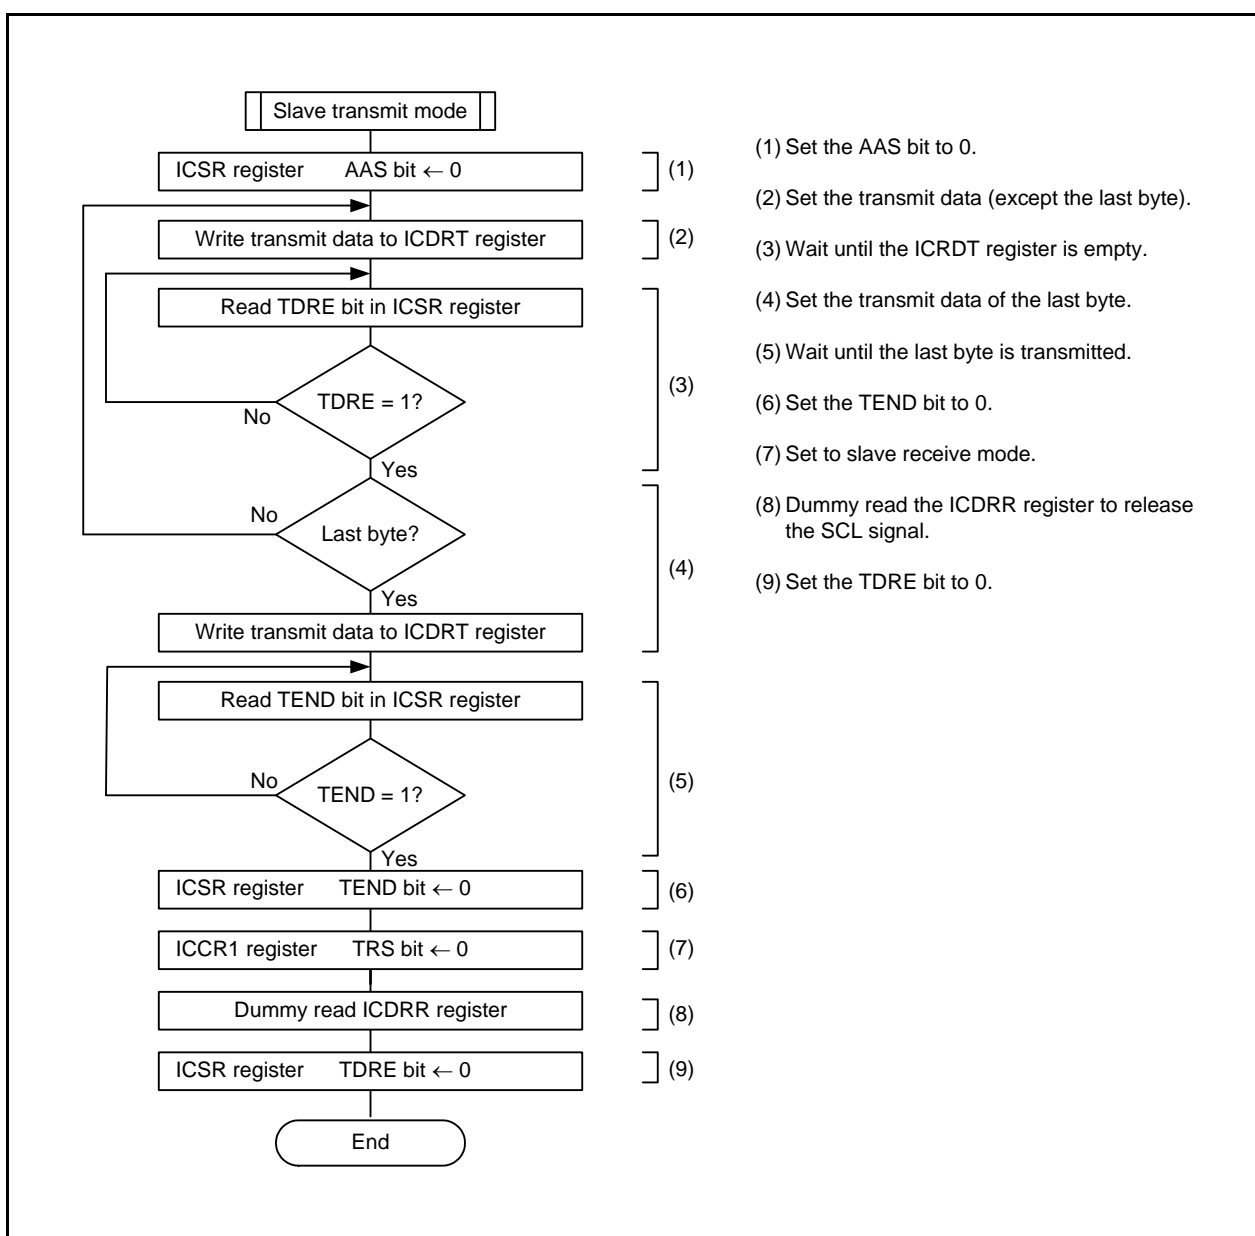 Slave transmit mode
ICSR register AAS bit ← 0
(1)
Write transmit data to ICDRT register
(2)
Read TDRE bit in ICSR register
TDRE = 1?
No
(3)
Yes
Last byte?
No
(4)
Yes
Write transmit data to ICDRT register
Read TEND bit in ICSR register
TEND = 1?
No
(5)
Yes
ICSR register TEND bit ← 0
(6)
ICCR1 register TRS bit ← 0
(7)
Dummy read ICDRR register
(8)
ICSR register TDRE bit ← 0
(9)
End
(1) Set the AAS bit to 0.
(2) Set the transmit data (except the last byte).
(3) Wait until the ICRDT register is empty.
(4) Set the transmit data of the last byte.
(5) Wait until the last byte is transmitted.
(6) Set the TEND bit to 0.
(7) Set to slave receive mode.
(8) Dummy read the ICDRR register to release
the SCL signal.
(9) Set the TDRE bit to 0.